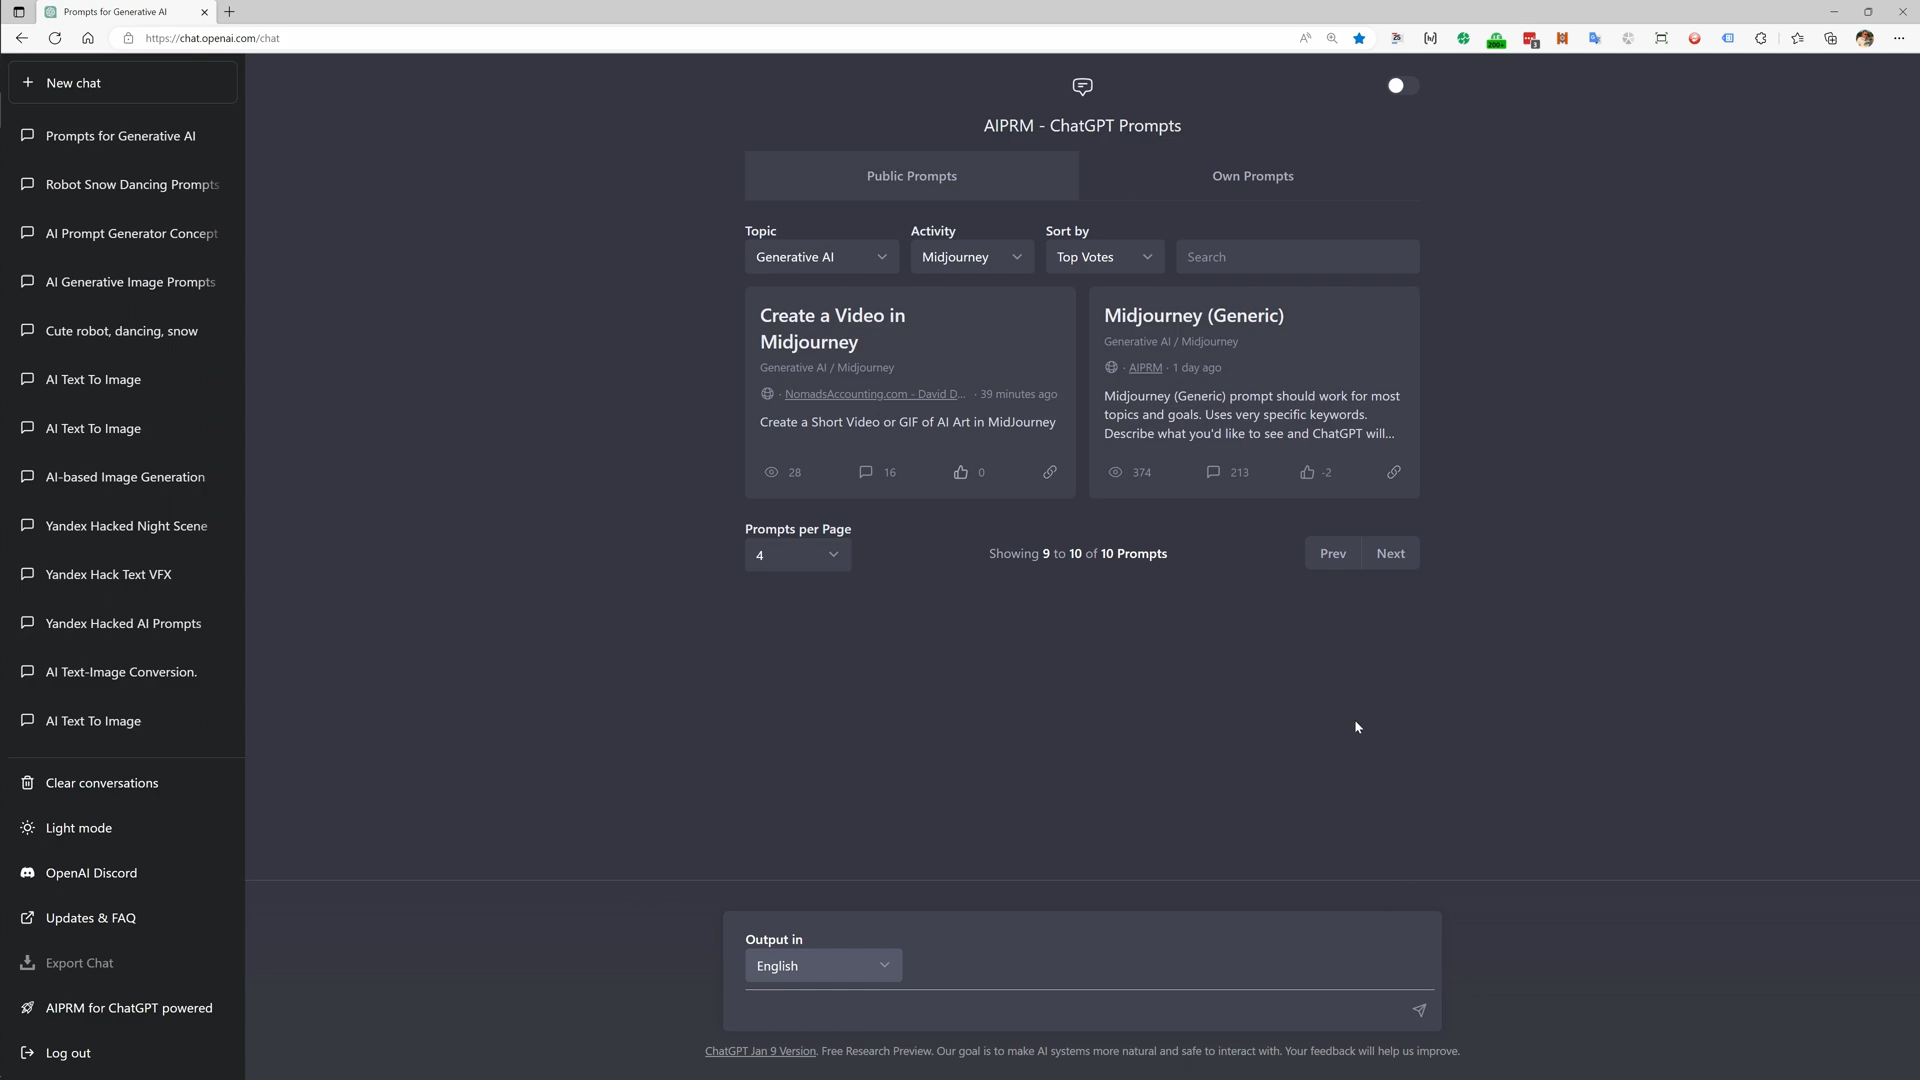 Prompts for Generative AI
https://chat.openai.com/chat
200+
3
New chat
Prompts for Generative AI
Robot Snow Dancing Prompts
AI Prompt Generator Concept
AI Generative Image Prompts
Cute robot, dancing, snow
AI Text To Image
AI Text To Image
AI-based Image Generation
Yandex Hacked Night Scene
Yandex Hack Text VFX
Yandex Hacked AI Prompts
AI Text-Image Conversion.
AI Text To Image
Clear conversations
Light mode
OpenAI Discord
Updates & FAQ
Export Chat
AIPRM for ChatGPT powered
Log out
AIPRM - ChatGPT Prompts
Public Prompts
Own Prompts
Topic
Activity
Sort by
Generative AI
Midjourney
Top Votes
Search
Create a Video in
Midjourney
Generative AI / Midjourney
· NomadsAccounting.com - David D... · 39 minutes ago
Create a Short Video or GIF of AI Art in MidJourney
28
16
0
Midjourney (Generic)
Generative AI / Midjourney
· AIPRM · 1 day ago
Midjourney (Generic) prompt should work for most
topics and goals. Uses very specific keywords.
Describe what you'd like to see and ChatGPT will...
374
213
-2
Prompts per Page
4
Showing 9 to 10 of 10 Prompts
Prev
Next
Output in
English
ChatGPT Jan 9 Version. Free Research Preview. Our goal is to make AI systems more natural and safe to interact with. Your feedback will help us improve.